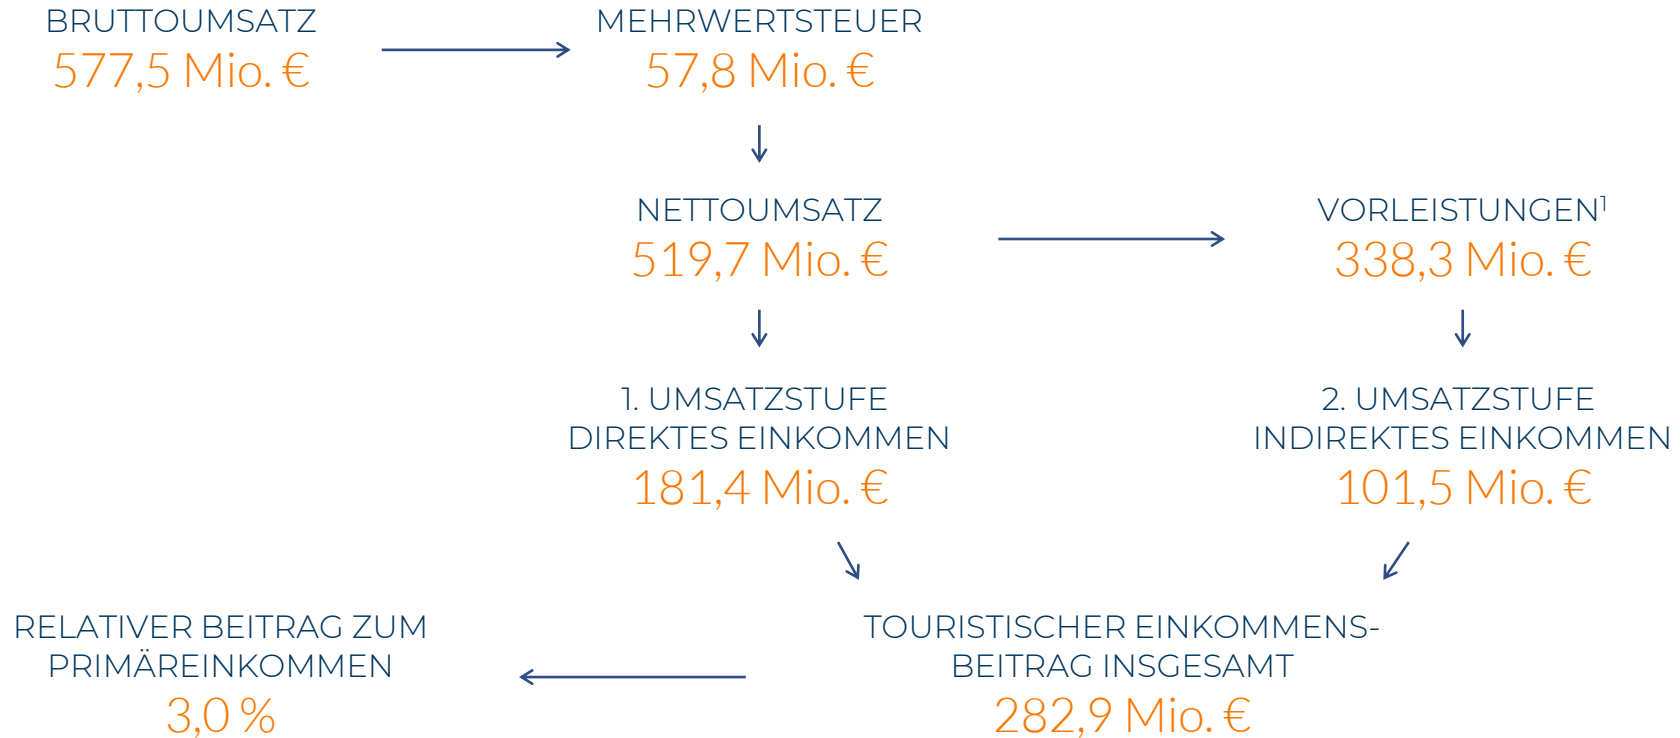 BRUTTOUMSATZ
577,5 Mio. €
MEHRWERTSTEUER
57,8 Mio. €
NETTOUMSATZ
519,7 Mio. €
VORLEISTUNGEN¹
338,3 Mio. €
1. UMSATZSTUFE
DIREKTES EINKOMMEN
181,4 Mio. €
2. UMSATZSTUFE
INDIREKTES EINKOMMEN
101,5 Mio. €
RELATIVER BEITRAG ZUM
PRIMÄREINKOMMEN
3,0 %
TOURISTISCHER EINKOMMENS-
BEITRAG INSGESAMT
282,9 Mio. €